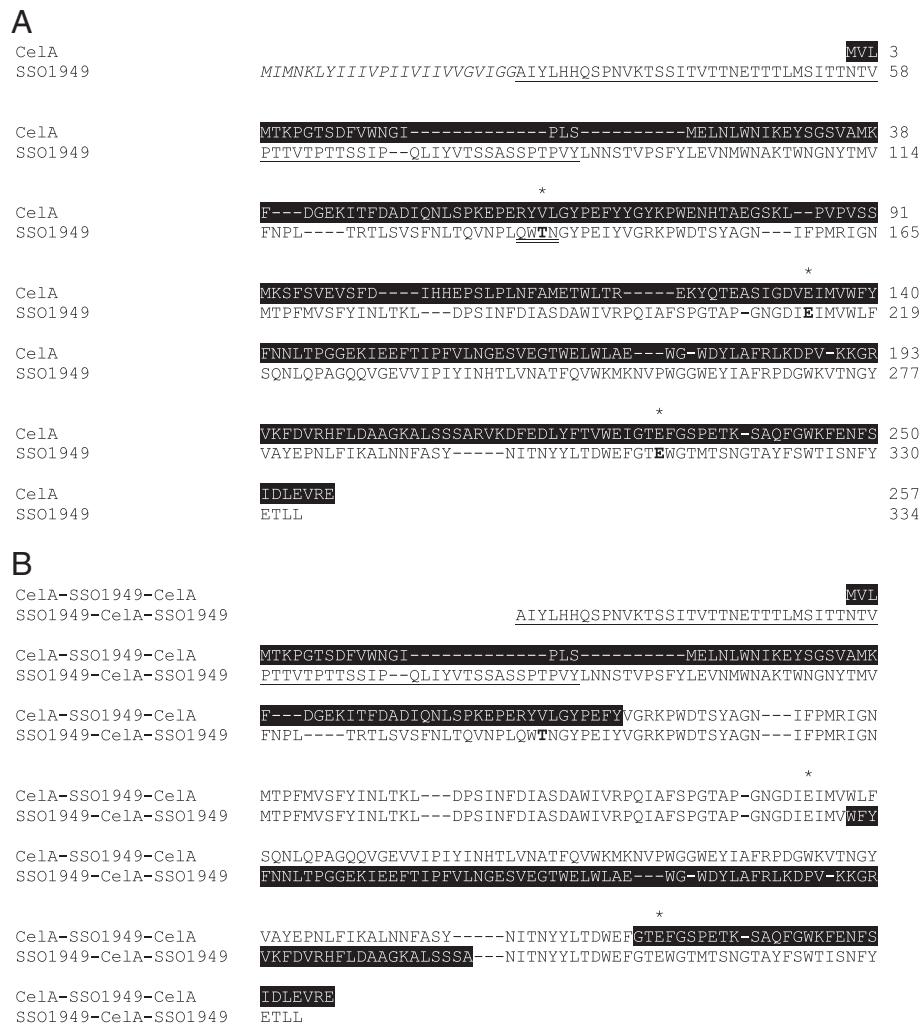 A
CelA MVL 3
SSO1949 MIMNKLYIIIVPIIVIIVVGVIGGAIYLHHQSPNVKTSSITVTTNETTTLMSITTNTV 58
CelA MTKPGTSDFVWNGI-------------PLS-----------MELNLWNIKEYSGSVAMK 38
SSO1949 PTTVTPTTSSIP--QLIYVTSSASSPTPVYLNNSTVPSFYLEVNMWNAKTWNGNYTMV 114
*
CelA F---DGEKITFDADIQNLSPKEPERYVLGYPEFYYGYKPWENHTAEGSKL--PVPVSS 91
SSO1949 FNPL----TRTLSVSFNLTQVNPLQWTNGYPEIYVGRKPWDTSYAGN---IFPMRIGN 165
*
CelA MKSFSVEVSFD----IHHEPSLPLNFAMETWLTR-----EKYQTEASIGDVEIMVWFY 140
SSO1949 MTPFMVSFYINLTKL---DPSINFDIASDAWIVRPQIAFSPGTAP-GNGDIEIMVWLF 219
CelA FNNLTPGGEKIEEFTIPFVLNGESVEGTWELWLAE---WG-WDYLAFRLKDPV-KKGR 193
SSO1949 SQNLQPAGQQVGEVVIPIYINHTLVNATFQVWKMKNVPWGGWEYIAFRPDGWKVTNGY 277
*
CelA VKFDVRHFLDAAGKALSSSARVKDFEDLYFTVWEIGTEFGSPETK-SAQFGWKFENFS 250
SSO1949 VAYEPNLFIKALNNFASY-----NITNYYLTDWEFGTEWGTMTSNGTAYFSWTISNFY 330
CelA IDLEVRE 257
SSO1949 ETLL 334
B
CelA-SSO1949-CelA MVL
SSO1949-CelA-SSO1949 AIYLHHQSPNVKTSSITVTTNETTTLMSITTNTV
CelA-SSO1949-CelA MTKPGTSDFVWNGI-------------PLS-----------MELNLWNIKEYSGSVAMK
SSO1949-CelA-SSO1949 PTTVTPTTSSIP--QLIYVTSSASSPTPVYLNNSTVPSFYLEVNMWNAKTWNGNYTMV
CelA-SSO1949-CelA F---DGEKITFDADIQNLSPKEPERYVLGYPEFYVGRKPWDTSYAGN---IFPMRIGN
SSO1949-CelA-SSO1949 FNPL----TRTLSVSFNLTQVNPLQWTNGYPEIYVGRKPWDTSYAGN---IFPMRIGN
*
CelA-SSO1949-CelA MTPFMVSFYINLTKL---DPSINFDIASDAWIVRPQIAFSPGTAP-GNGDIEIMVWLF
SSO1949-CelA-SSO1949 MTPFMVSFYINLTKL---DPSINFDIASDAWIVRPQIAFSPGTAP-GNGDIEIMVWFY
CelA-SSO1949-CelA SQNLQPAGQQVGEVVIPIYINHTLVNATFQVWKMKNVPWGGWEYIAFRPDGWKVTNGY
SSO1949-CelA-SSO1949 FNNLTPGGEKIEEFTIPFVLNGESVEGTWELWLAE---WG-WDYLAFRLKDPV-KKGR
*
CelA-SSO1949-CelA VAYEPNLFIKALNNFASY-----NITNYYLTDWEFGTEFGSPETK-SAQFGWKFENFS
SSO1949-CelA-SSO1949 VKFDVRHFLDAAGKALSSSA---NITNYYLTDWEFGTEWGTMTSNGTAYFSWTISNFY
CelA-SSO1949-CelA IDLEVRE
SSO1949-CelA-SSO1949 ETLL